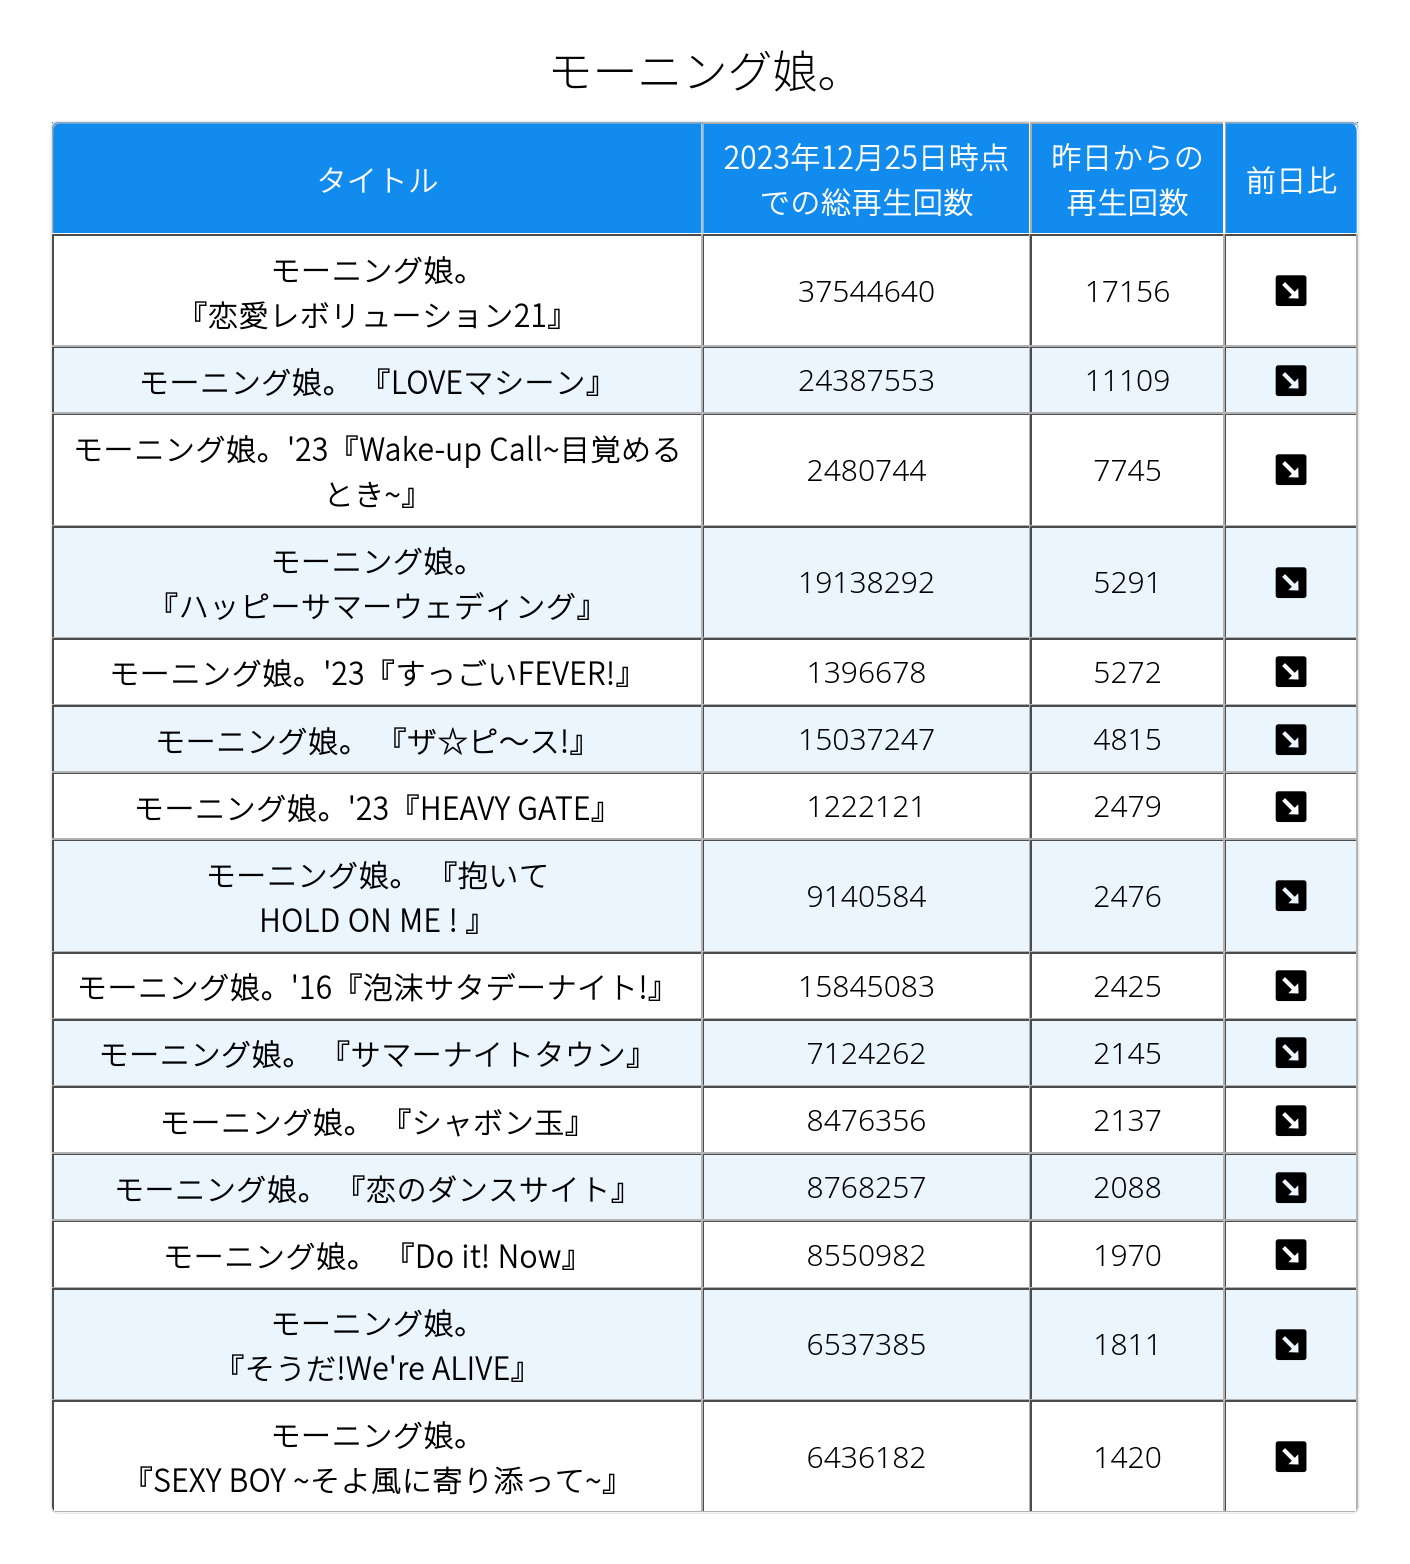 モーニング娘。
タイトル
2023年12月25日時点
での総再生回数
昨日からの
再生回数
前日比
モーニング娘。
『恋愛レボリューション21』
37544640
17156
モーニング娘。 『LOVEマシーン』
24387553
11109
モーニング娘。'23『Wake-up Call~目覚める
とき~』
2480744
7745
モーニング娘。
『ハッピーサマーウェディング』
19138292
5291
モーニング娘。'23『すっごいFEVER!』
1396678
5272
モーニング娘。 『ザ☆ピ〜ス!』
15037247
4815
モーニング娘。'23『HEAVY GATE』
1222121
2479
モーニング娘。 『抱いて
HOLD ON ME ! 』
9140584
2476
モーニング娘。'16『泡沫サタデーナイト!』
15845083
2425
モーニング娘。 『サマーナイトタウン』
7124262
2145
モーニング娘。 『シャボン玉』
8476356
2137
モーニング娘。 『恋のダンスサイト』
8768257
2088
モーニング娘。 『Do it! Now』
8550982
1970
モーニング娘。
『そうだ!We're ALIVE』
6537385
1811
モーニング娘。
『SEXY BOY ~そよ風に寄り添って~』
6436182
1420